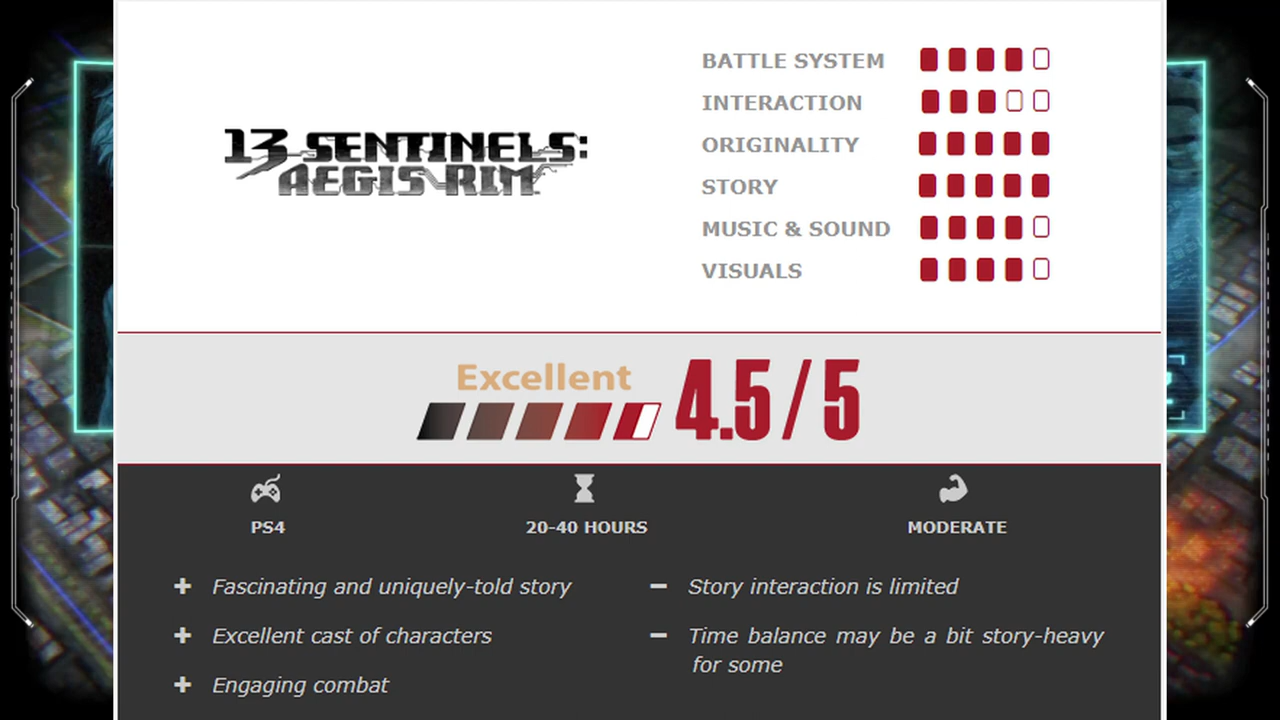 13 SENTINELS:
AEGIS RIM
BATTLE SYSTEM
INTERACTION
ORIGINALITY
STORY
MUSIC & SOUND
VISUALS
Excellent
4.5/5
PS4
20-40 HOURS
MODERATE
+ Fascinating and uniquely-told story
+ Excellent cast of characters
+ Engaging combat
− Story interaction is limited
− Time balance may be a bit story-heavy
for some